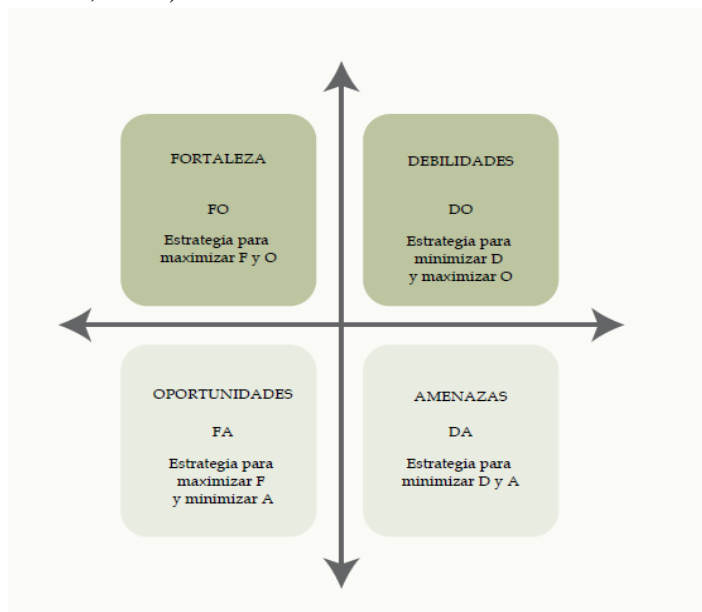 FORTALEZA
FO
Estrategia para
maximizar F y O
DEBILIDADES
DO
Estrategia para
minimizar D
y maximizar O
OPORTUNIDADES
FA
Estrategia para
maximizar F
y minimizar A
AMENAZAS
DA
Estrategia para
minimizar D y A